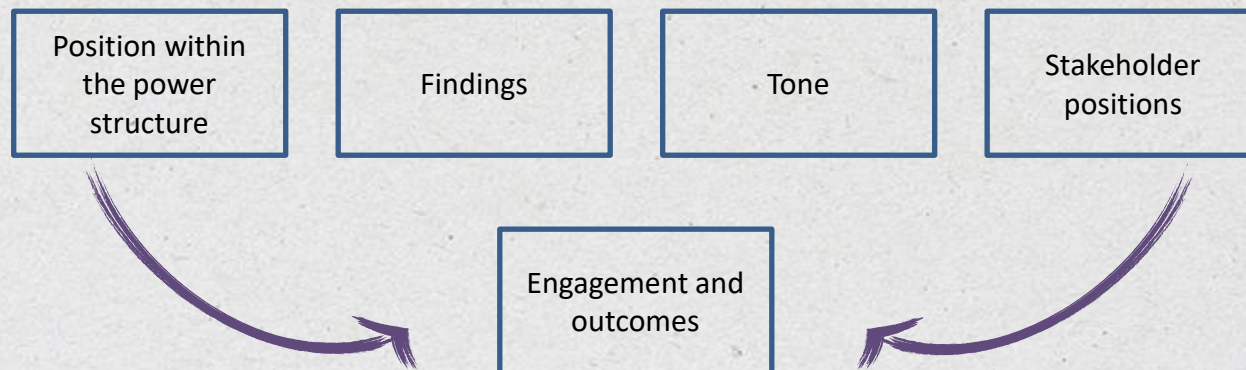 Position within
the power
structure
Findings
Tone
Stakeholder
positions
Engagement and
outcomes